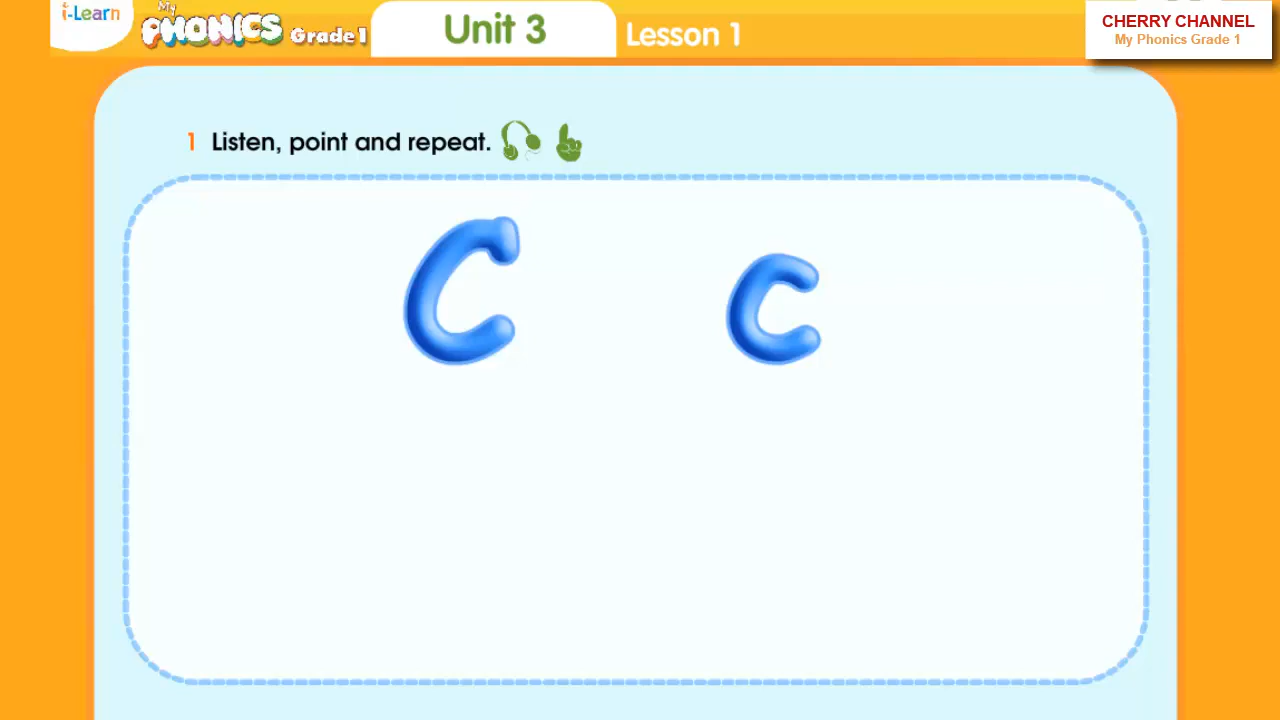 i-Learn
My
PHONICS Grade 1
Unit 3
Lesson 1
CHERRY CHANNEL
My Phonics Grade 1
1 Listen, point and repeat.
C c